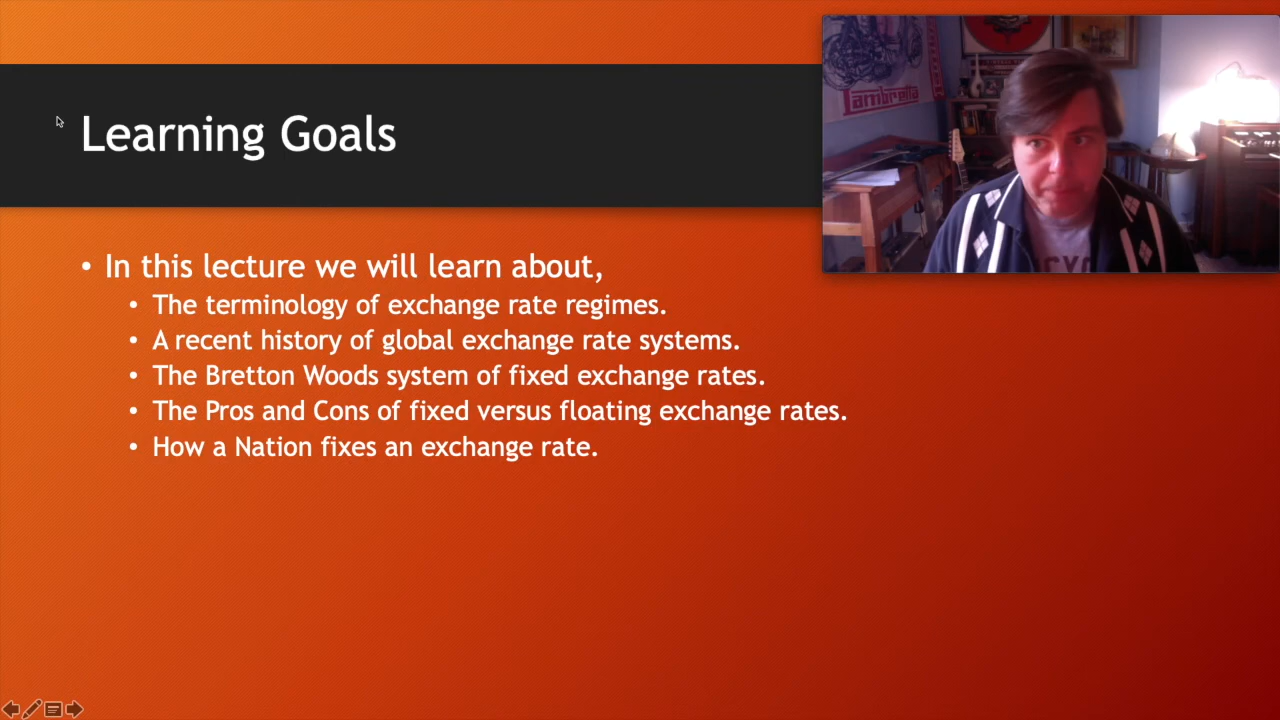 Learning Goals
• In this lecture we will learn about,
• The terminology of exchange rate regimes.
• A recent history of global exchange rate systems.
• The Bretton Woods system of fixed exchange rates.
• The Pros and Cons of fixed versus floating exchange rates.
• How a Nation fixes an exchange rate.
Lambretta